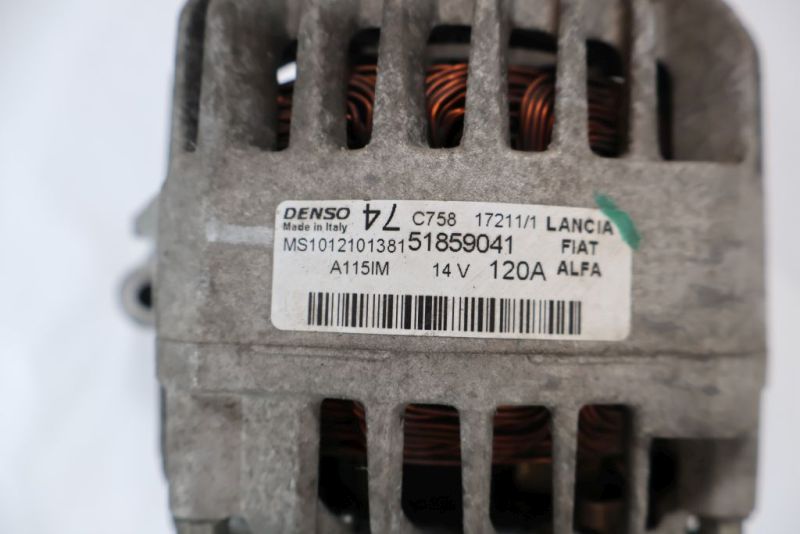 DENSO 74 C758 17211/1 LANCIA
Made in Italy
MS1012101381 51859041 FIAT
A115IM 14 V 120A ALFA